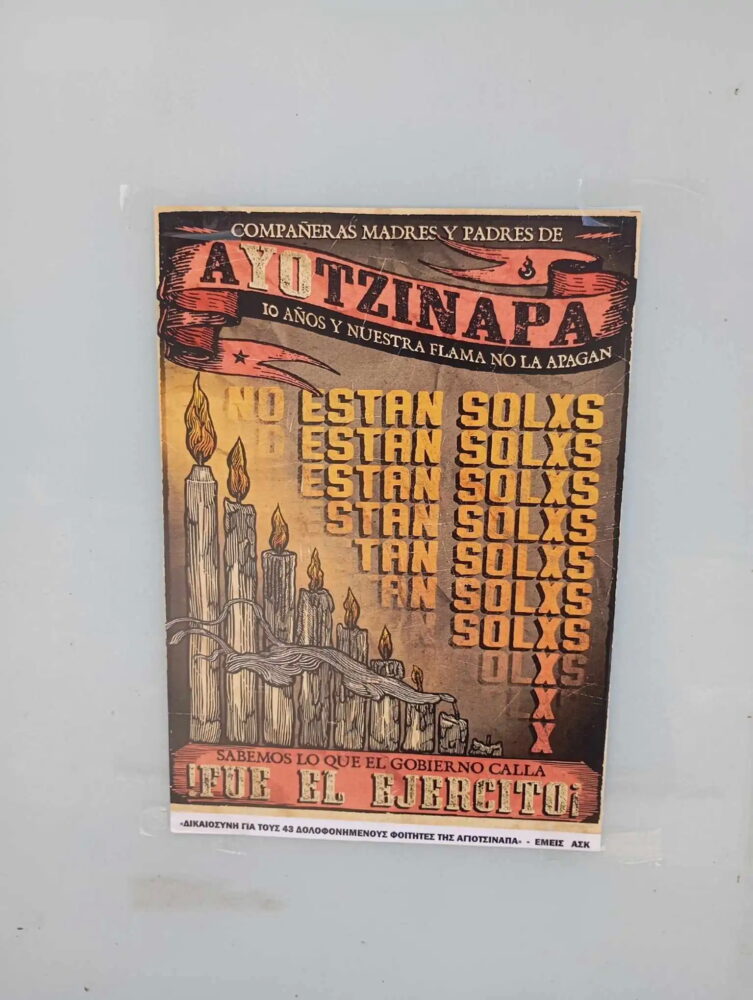 COMPAÑERAS MADRES Y PADRES DE
AYOTZINAPA
10 AÑOS Y NUESTRA FLAMA NO LA APAGAN
NO ESTAN SOLXS
O ESTAN SOLXS
ESTAN SOLXS
STAN SOLXS
TAN SOLXS
AN SOLXS
N SOLXS
OLXS
X
X
SABEMOS LO QUE EL GOBIERNO CALLA
!FUE EL EJERCITO¡
«ΔΙΚΑΙΟΣΥΝΗ ΓΙΑ ΤΟΥΣ 43 ΔΟΛΟΦΟΝΗΜΕΝΟΥΣ ΦΟΙΤΗΤΕΣ ΤΗΣ ΑΓΙΟΤΣΙΝΑΠΑ» - ΕΜΕΙΣ ΑΣΚ